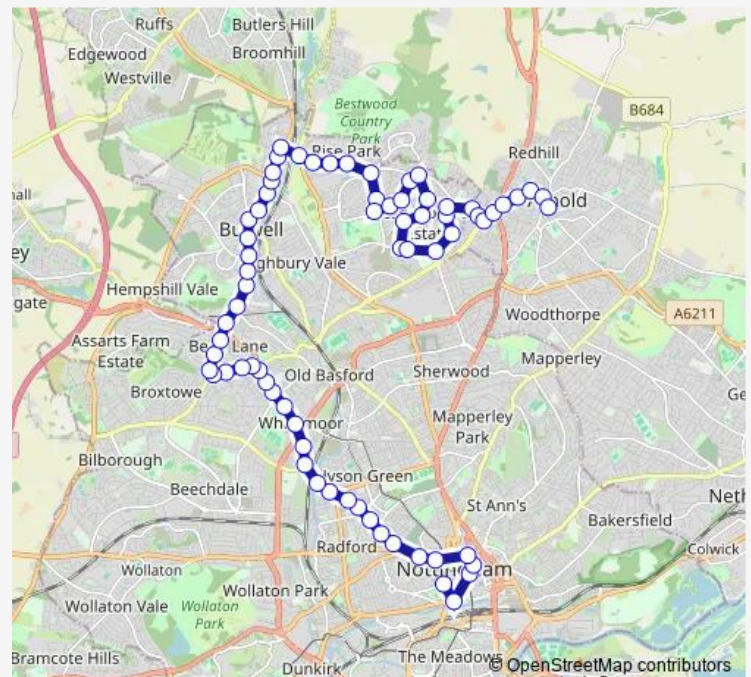 Ruffs
Butlers Hill
Edgewood
Broomhill
Westville
Bestwood
Country
Park
B684
Rise Park
Redhill
Hempshill Vale
Woodthorpe
A6211
Assarts Farm
Estate
Old Basford
Sherwood
Mapperley
Broxtowe
Mapperley
Park
Bilborough
Beechdale
St Ann's
Bakersfield
Radford
Colwick
Wollaton
Wollaton Park
Wollaton Vale
Wollaton
Park
Bramcote Hills
The Meadows
Dunkirk
© OpenStreetMap contributors